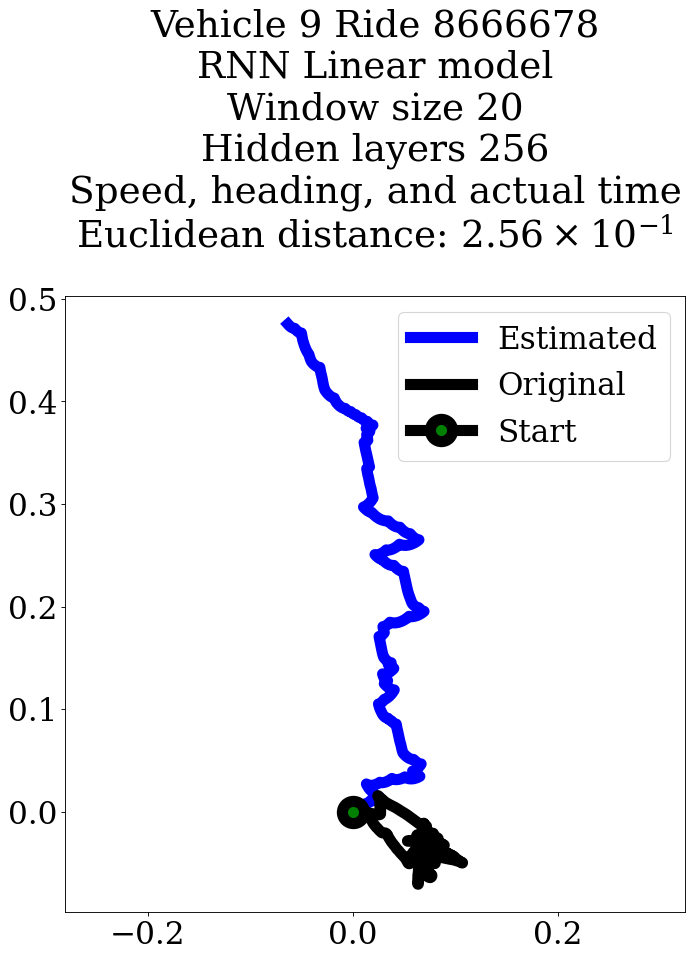 Vehicle 9 Ride 8666678
RNN Linear model
Window size 20
Hidden layers 256
Speed, heading, and actual time
Euclidean distance: 2.56 × 10⁻¹
0.5
0.4
0.3
0.2
0.1
0.0
Estimated
Original
Start
−0.2 0.0 0.2